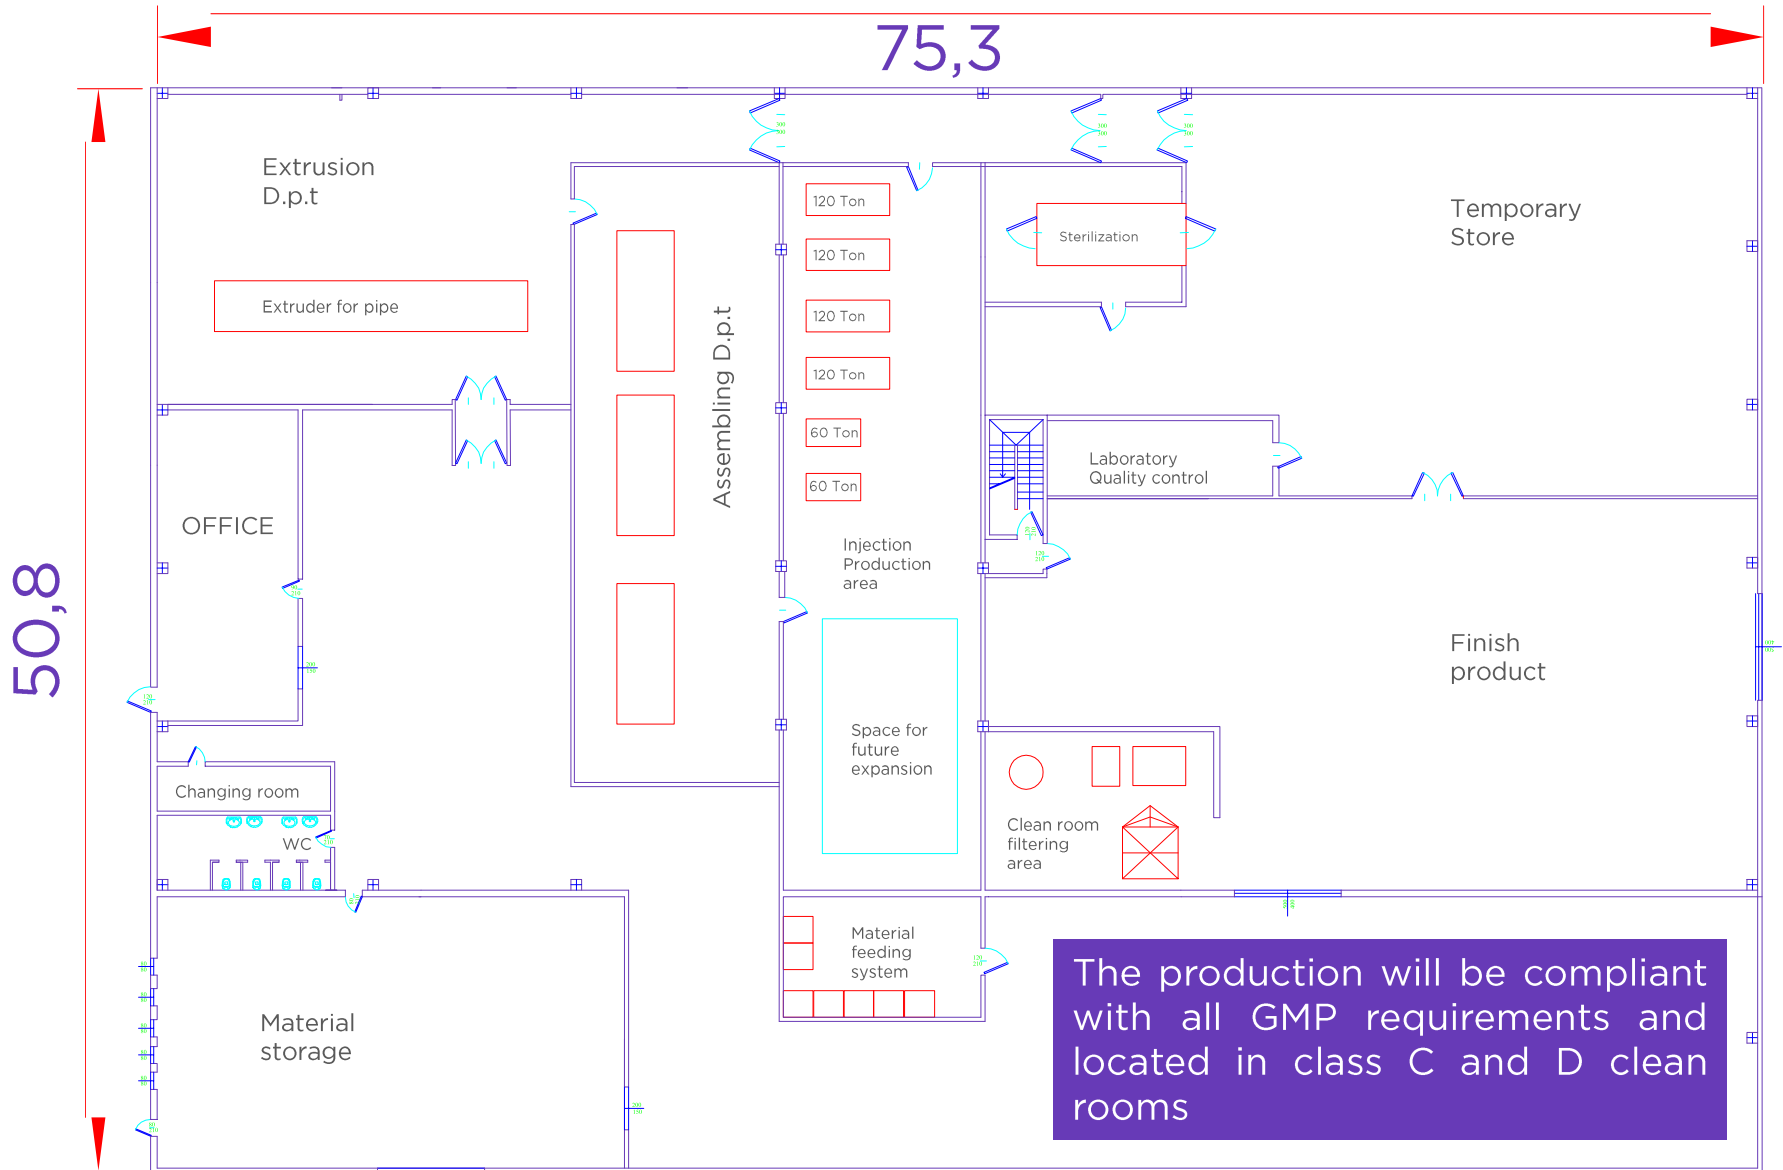 75,3
50,8
Extrusion
D.p.t
Extruder for pipe
Assembling D.p.t
120 Ton
120 Ton
120 Ton
120 Ton
60 Ton
60 Ton
Injection
Production
area
Space for
future
expansion
Sterilization
Temporary
Store
Laboratory
Quality control
OFFICE
Finish
product
Changing room
WC
Clean room
filtering
area
Material
feeding
system
Material
storage
The production will be compliant
with all GMP requirements and
located in class C and D clean
rooms